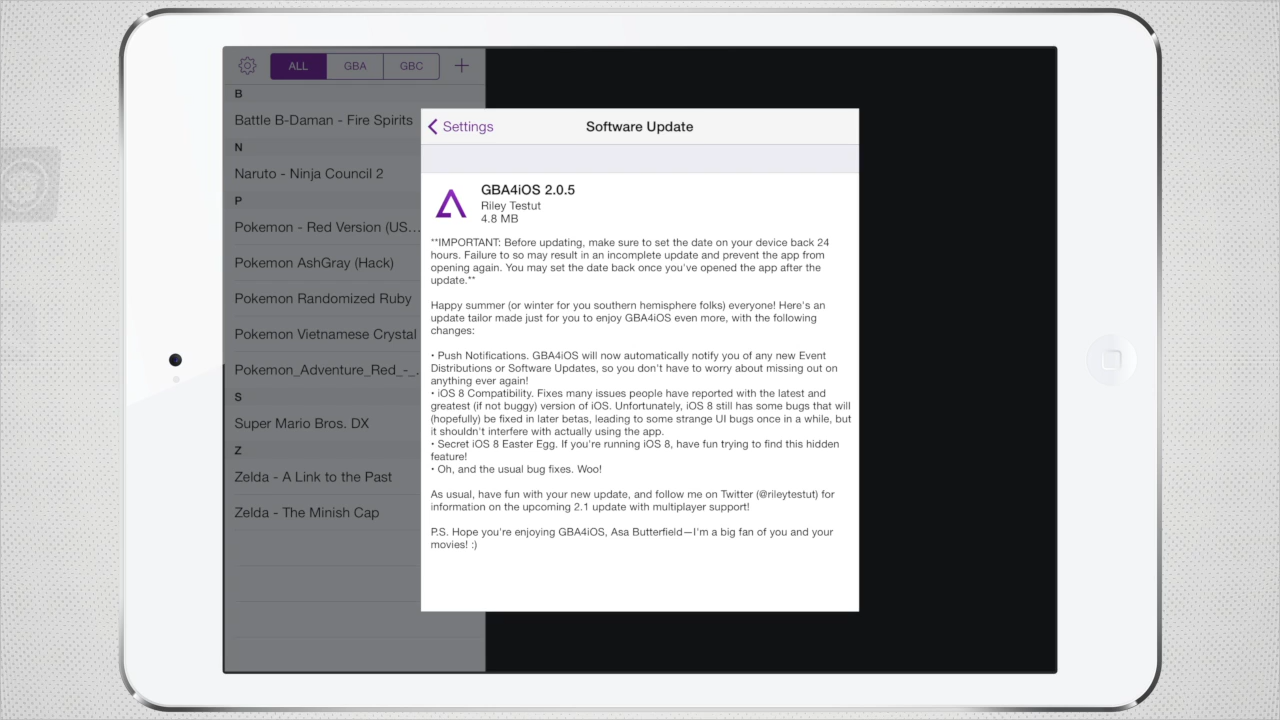 ALL GBA GBC +
B
Battle B-Daman - Fire Spirits
N
Naruto - Ninja Council 2
P
Pokemon - Red Version (US...
Pokemon AshGray (Hack)
Pokemon Randomized Ruby
Pokemon Vietnamese Crystal
Pokemon_Adventure_Red_-_...
S
Super Mario Bros. DX
Z
Zelda - A Link to the Past
Zelda - The Minish Cap
Settings
Software Update
GBA4iOS 2.0.5
Riley Testut
4.8 MB
**IMPORTANT: Before updating, make sure to set the date on your device back 24
hours. Failure to so may result in an incomplete update and prevent the app from
opening again. You may set the date back once you've opened the app after the
update.**
Happy summer (or winter for you southern hemisphere folks) everyone! Here's an
update tailor made just for you to enjoy GBA4iOS even more, with the following
changes:
• Push Notifications. GBA4iOS will now automatically notify you of any new Event
Distributions or Software Updates, so you don't have to worry about missing out on
anything ever again!
• iOS 8 Compatibility. Fixes many issues people have reported with the latest and
greatest (if not buggy) version of iOS. Unfortunately, iOS 8 still has some bugs that will
(hopefully) be fixed in later betas, leading to some strange UI bugs once in a while, but
it shouldn't interfere with actually using the app.
• Secret iOS 8 Easter Egg. If you're running iOS 8, have fun trying to find this hidden
feature!
• Oh, and the usual bug fixes. Woo!
As usual, have fun with your new update, and follow me on Twitter (@rileytestut) for
information on the upcoming 2.1 update with multiplayer support!
P.S. Hope you're enjoying GBA4iOS, Asa Butterfield—I'm a big fan of you and your
movies! :)